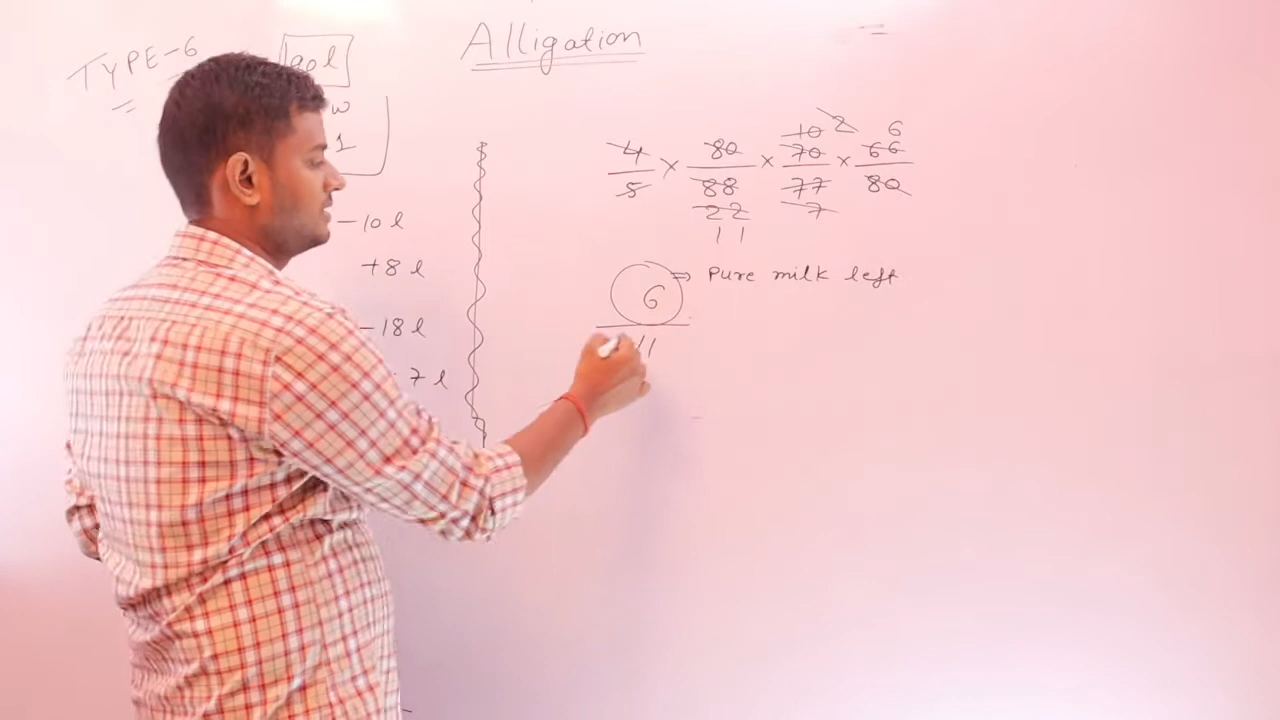 Alligation
TYPE-6
90 l
w
1
-10 l
+8 l
-18 l
7 l
4/5 × 80/88 × 70/77 × 66/80
10 2 6
22 7
11
6 ⇒ Pure milk left
11